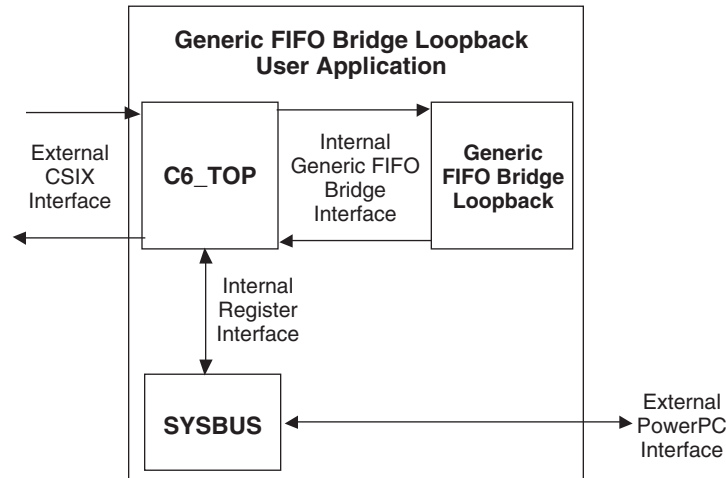 Generic FIFO Bridge Loopback
User Application
External
CSIX
Interface
C6_TOP
Internal
Generic FIFO
Bridge
Interface
Generic
FIFO Bridge
Loopback
Internal
Register
Interface
SYSBUS
External
PowerPC
Interface